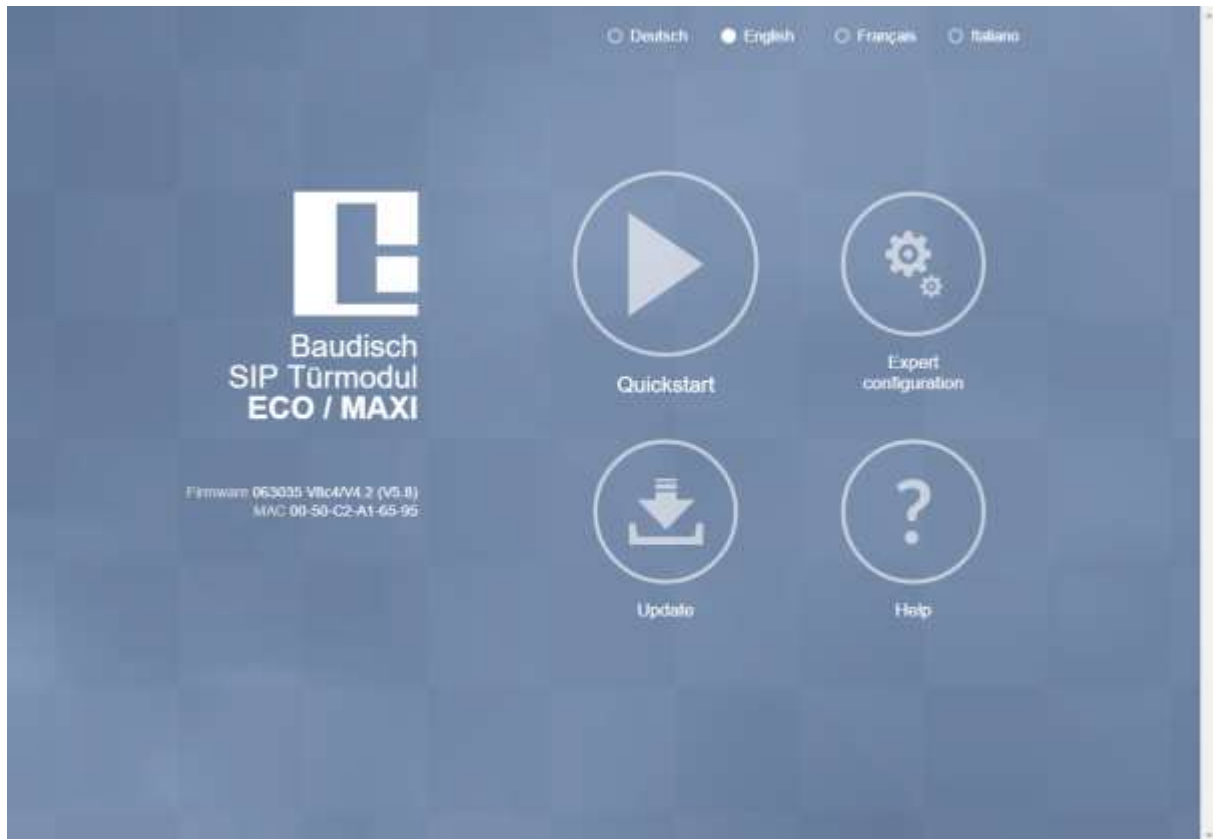 Deutsch English Français Italiano
Baudisch
SIP Türmodul
ECO / MAXI
Firmware 063035 V8c4/V4.2 (V5.8)
MAC 00-50-C2-A1-65-95
Quickstart
Expert
configuration
Update
Help